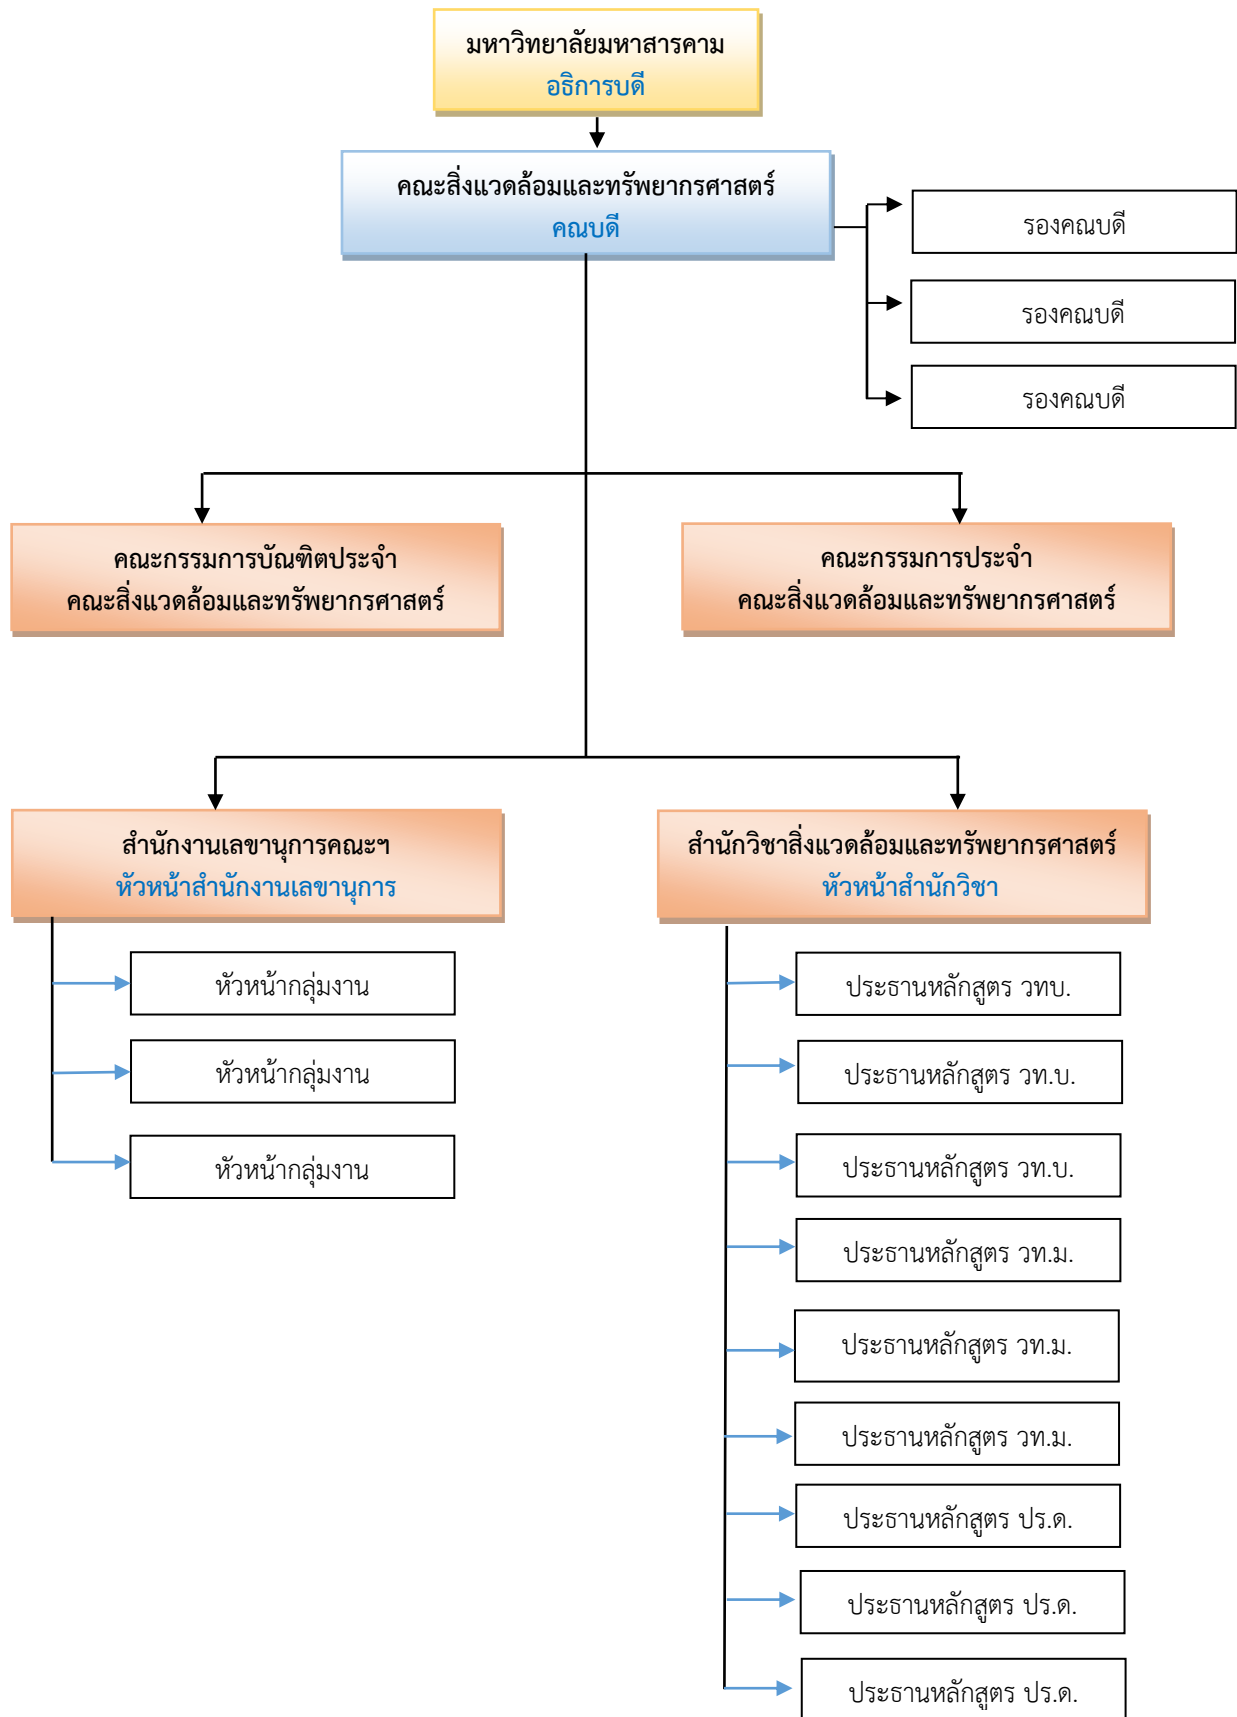 มหาวิทยาลัยมหาสารคาม
อธิการบดี
คณะสิ่งแวดล้อมและทรัพยากรศาสตร์
คณบดี
รองคณบดี
รองคณบดี
รองคณบดี
คณะกรรมการบัณฑิตประจำ
คณะสิ่งแวดล้อมและทรัพยากรศาสตร์
คณะกรรมการประจำ
คณะสิ่งแวดล้อมและทรัพยากรศาสตร์
สำนักงานเลขานุการคณะฯ
หัวหน้าสำนักงานเลขานุการ
หัวหน้ากลุ่มงาน
หัวหน้ากลุ่มงาน
หัวหน้ากลุ่มงาน
สำนักวิชาสิ่งแวดล้อมและทรัพยากรศาสตร์
หัวหน้าสำนักวิชา
ประธานหลักสูตร วทบ.
ประธานหลักสูตร วท.บ.
ประธานหลักสูตร วท.บ.
ประธานหลักสูตร วท.ม.
ประธานหลักสูตร วท.ม.
ประธานหลักสูตร วท.ม.
ประธานหลักสูตร ปร.ด.
ประธานหลักสูตร ปร.ด.
ประธานหลักสูตร ปร.ด.